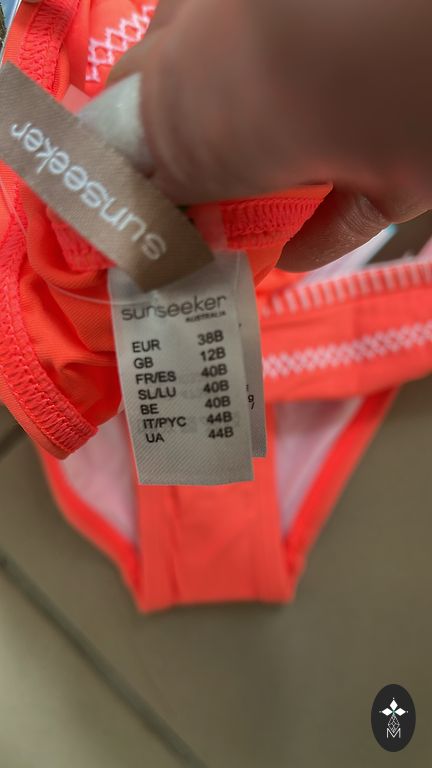 sunseeker
sunseeker
AUSTRALIA
EUR 38B
GB 12B
FR/ES 40B
SL/LU 40B
BE 40B
IT/PYC 44B
UA 44B
M